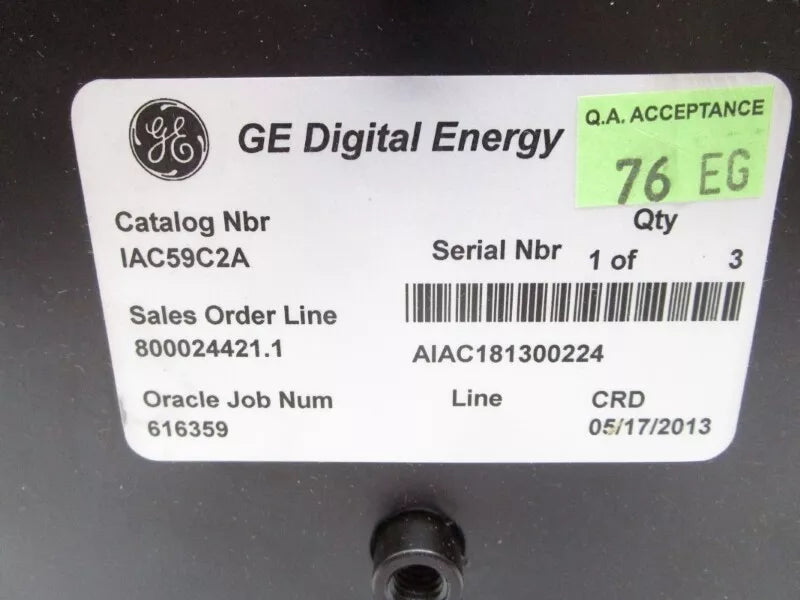 GE
GE Digital Energy
Q.A. ACCEPTANCE
76 EG
Catalog Nbr
IAC59C2A
Serial Nbr
Qty
1 of 3
Sales Order Line
800024421.1
AIAC181300224
Oracle Job Num
616359
Line
CRD
05/17/2013